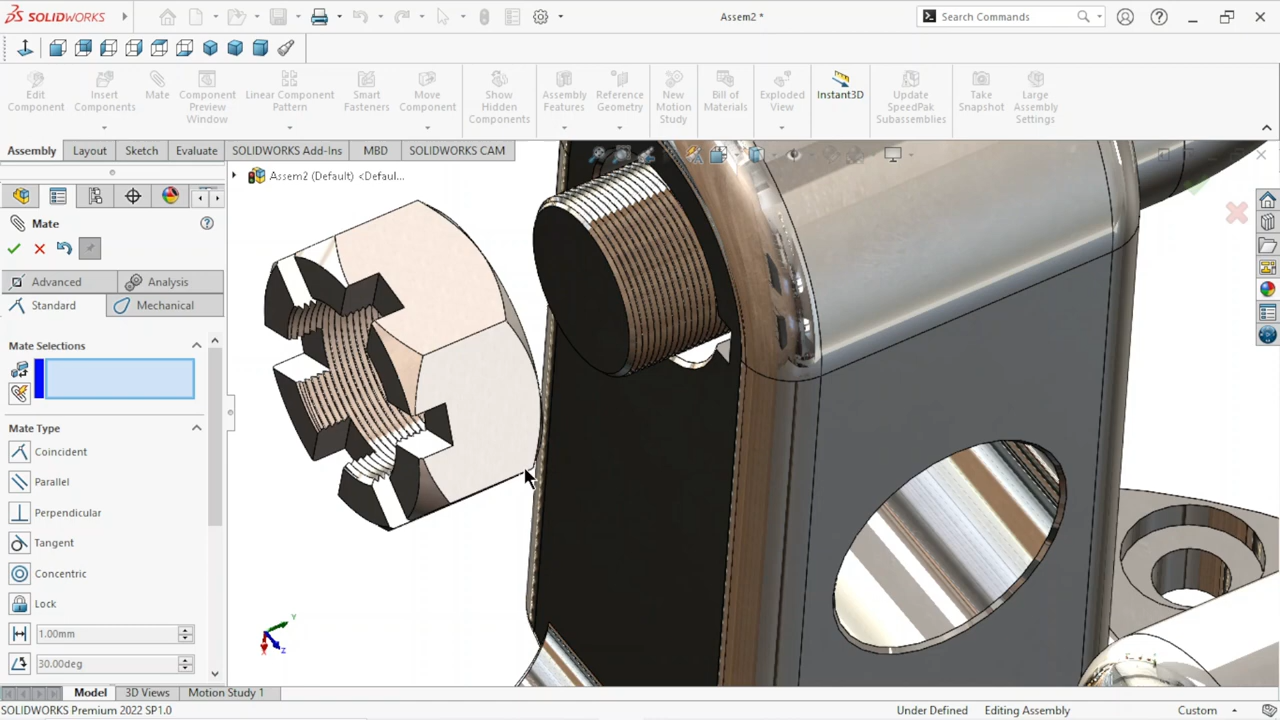 SOLIDWORKS
Assem2 *
Search Commands
Edit Component
Insert Components
Mate
Component Preview Window
Linear Component Pattern
Smart Fasteners
Move Component
Show Hidden Components
Assembly Features
Reference Geometry
New Motion Study
Bill of Materials
Exploded View
Instant3D
Update SpeedPak Subassemblies
Take Snapshot
Large Assembly Settings
Assembly
Layout
Sketch
Evaluate
SOLIDWORKS Add-Ins
MBD
SOLIDWORKS CAM
Assem2 (Default) <Defaul...
Mate
Advanced
Analysis
Standard
Mechanical
Mate Selections
Mate Type
Coincident
Parallel
Perpendicular
Tangent
Concentric
Lock
1.00mm
30.00deg
Y
X
Z
Model
3D Views
Motion Study 1
SOLIDWORKS Premium 2022 SP1.0
Under Defined
Editing Assembly
Custom